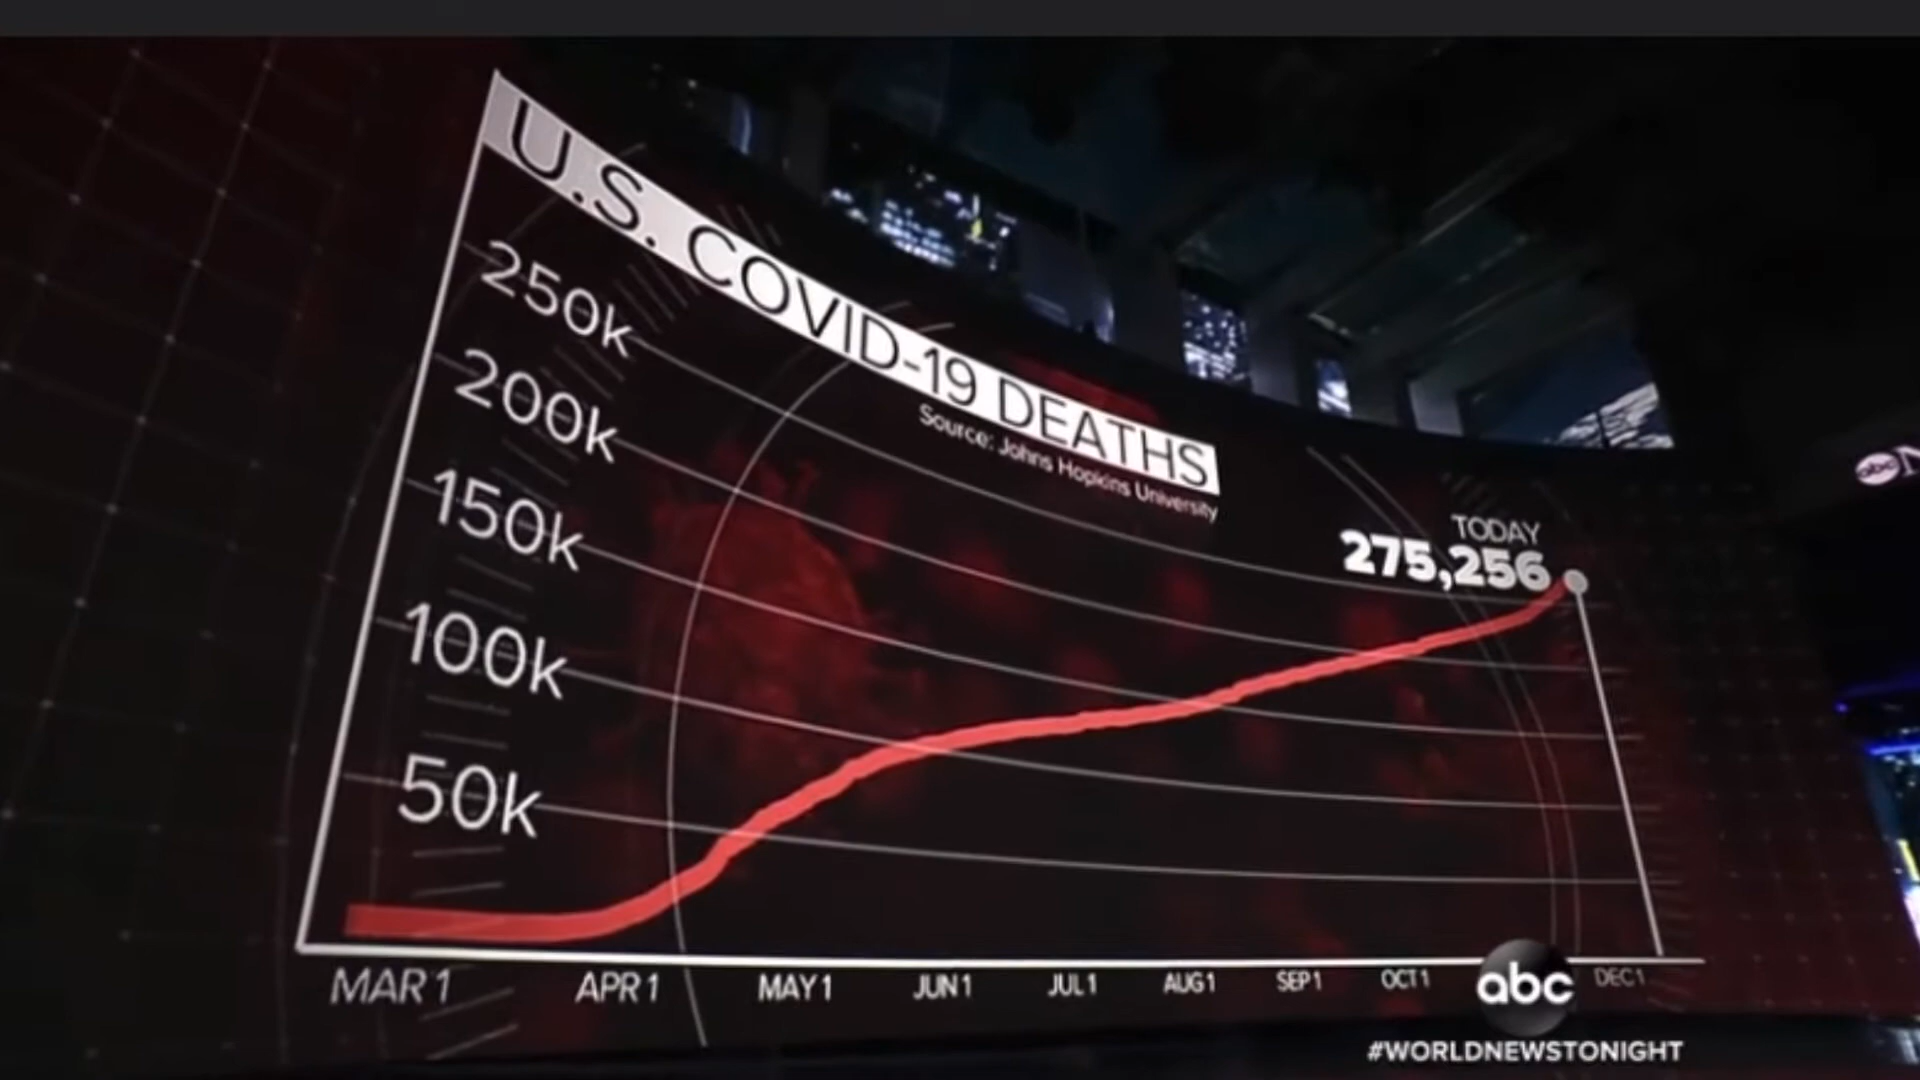 U.S. COVID-19 DEATHS
Source: Johns Hopkins University
250k
200k
150k
100k
50k
TODAY
275,256
MAR 1 APR 1 MAY 1 JUN 1 JUL 1 AUG 1 SEP 1 OCT 1 DEC 1
abc
abc
#WORLDNEWSTONIGHT